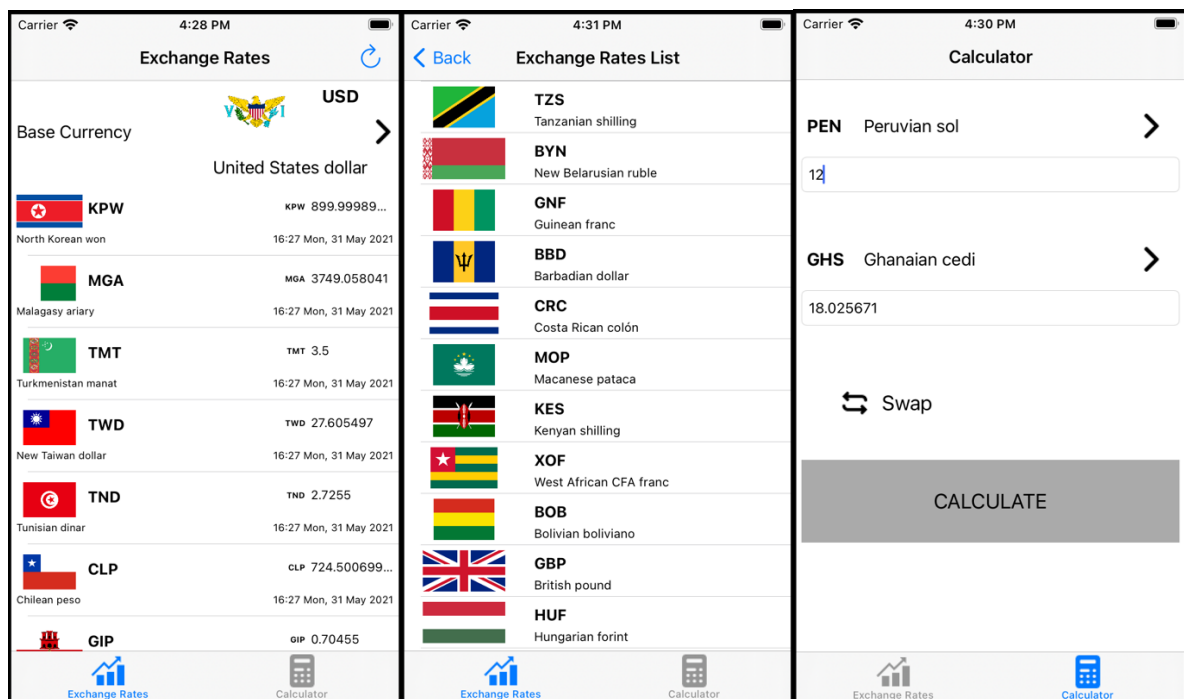 Carrier 4:28 PM
Exchange Rates
V I
USD
Base Currency
United States dollar
KPW KPW 899.99989...
North Korean won 16:27 Mon, 31 May 2021
MGA MGA 3749.058041
Malagasy ariary 16:27 Mon, 31 May 2021
TMT TMT 3.5
Turkmenistan manat 16:27 Mon, 31 May 2021
TWD TWD 27.605497
New Taiwan dollar 16:27 Mon, 31 May 2021
TND TND 2.7255
Tunisian dinar 16:27 Mon, 31 May 2021
CLP CLP 724.500699...
Chilean peso 16:27 Mon, 31 May 2021
GIP GIP 0.70455
Exchange Rates Calculator
Carrier 4:31 PM
Back Exchange Rates List
TZS
Tanzanian shilling
BYN
New Belarusian ruble
GNF
Guinean franc
BBD
Barbadian dollar
CRC
Costa Rican colón
MOP
Macanese pataca
KES
Kenyan shilling
XOF
West African CFA franc
BOB
Bolivian boliviano
GBP
British pound
HUF
Hungarian forint
Exchange Rates Calculator
Carrier 4:30 PM
Calculator
PEN Peruvian sol
12
GHS Ghanaian cedi
18.025671
Swap
CALCULATE
Exchange Rates Calculator